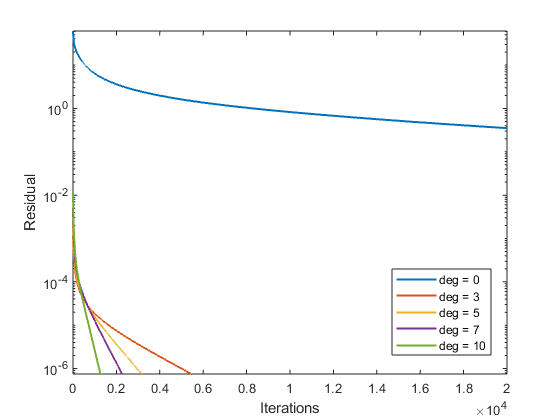 10^0
10^-2
10^-4
10^-6
Residual
deg = 0
deg = 3
deg = 5
deg = 7
deg = 10
0 0.2 0.4 0.6 0.8 1 1.2 1.4 1.6 1.8 2
Iterations
×10^4